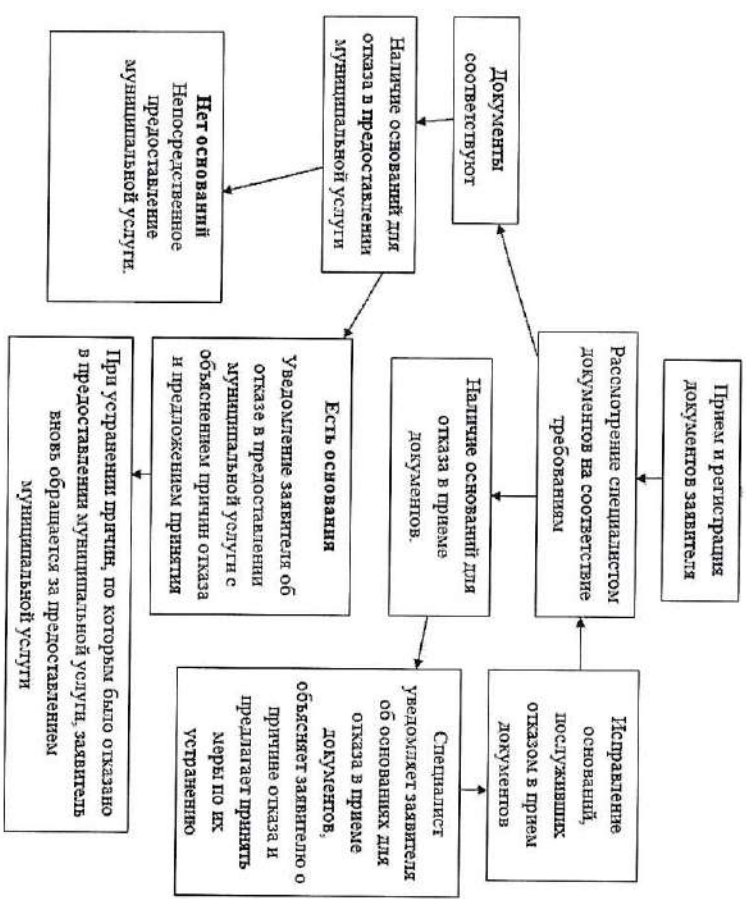 Прием и регистрация
документов заявителя
Рассмотрение специалистом
документов на соответствие
требованиям
Документы
соответствуют
Наличие оснований для
отказа в приеме
документов.
Исправление
оснований,
послуживших
отказом в прием
документов
Специалист
уведомляет заявителя
об основаниях для
отказа в приеме
документов,
объясняет заявителю о
причине отказа и
предлагает принять
меры по их
устранению
Наличие оснований для
отказа в предоставлении
муниципальной услуги
Нет оснований
Непосредственное
предоставление
муниципальной услуги.
Есть основания
Уведомление заявителя об
отказе в предоставлении
муниципальной услуги с
объяснением причин отказа
и предложением принятия
При устранении причин, по которым было отказано
в предоставлении муниципальной услуги, заявитель
вновь обращается за предоставлением
муниципальной услуги